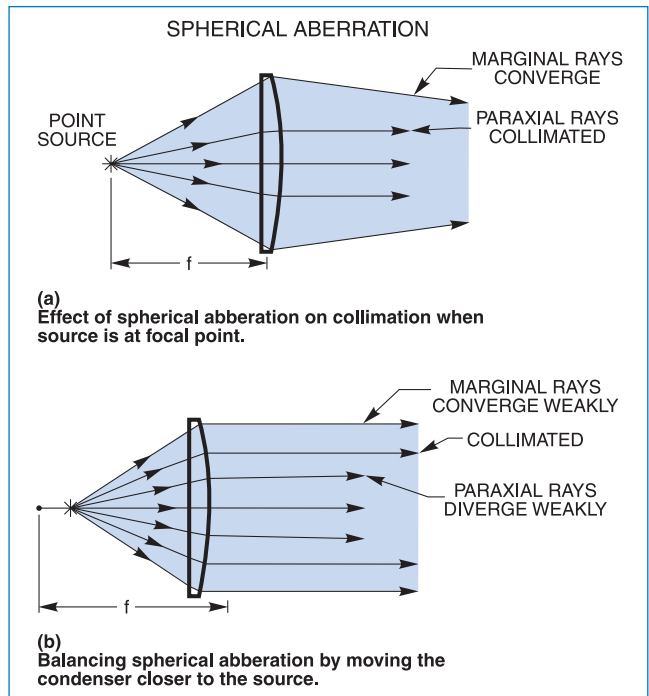 SPHERICAL ABERRATION
MARGINAL RAYS
CONVERGE
POINT
SOURCE
PARAXIAL RAYS
COLLIMATED
f
(a)
Effect of spherical abberation on collimation when
source is at focal point.
MARGINAL RAYS
CONVERGE WEAKLY
COLLIMATED
PARAXIAL RAYS
DIVERGE WEAKLY
f
(b)
Balancing spherical abberation by moving the
condenser closer to the source.